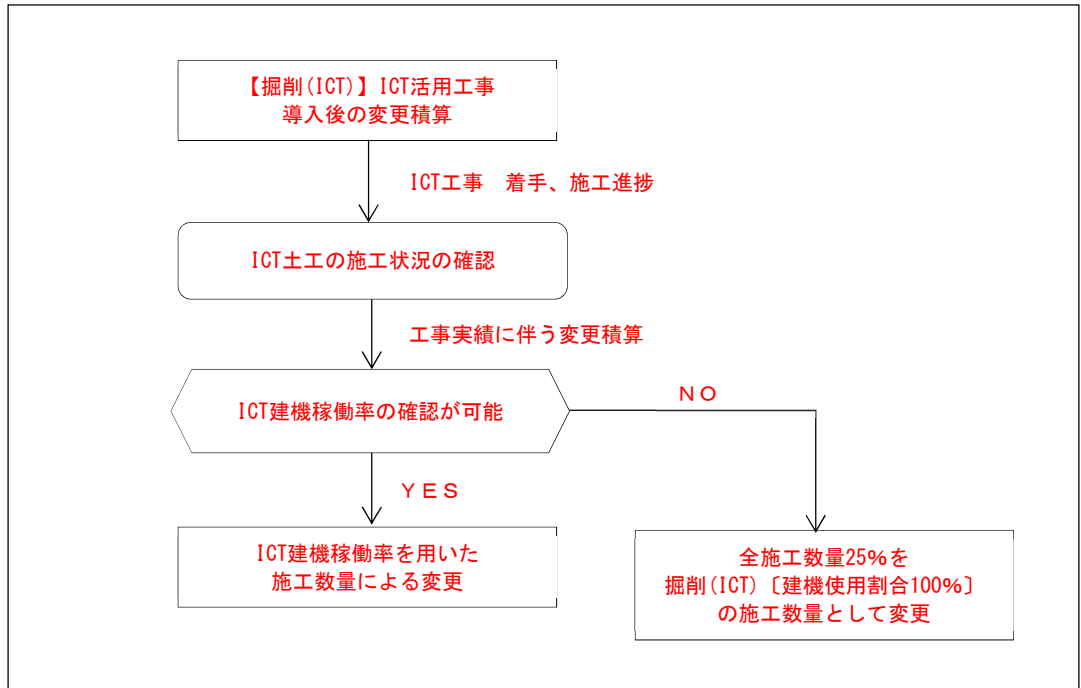 【掘削(ICT)】ICT活用工事
導入後の変更積算
ICT工事　着手、施工進捗
ICT土工の施工状況の確認
工事実績に伴う変更積算
ICT建機稼働率の確認が可能
ＮＯ
ＹＥＳ
ICT建機稼働率を用いた
施工数量による変更
全施工数量25%を
掘削(ICT)〔建機使用割合100%〕
の施工数量として変更